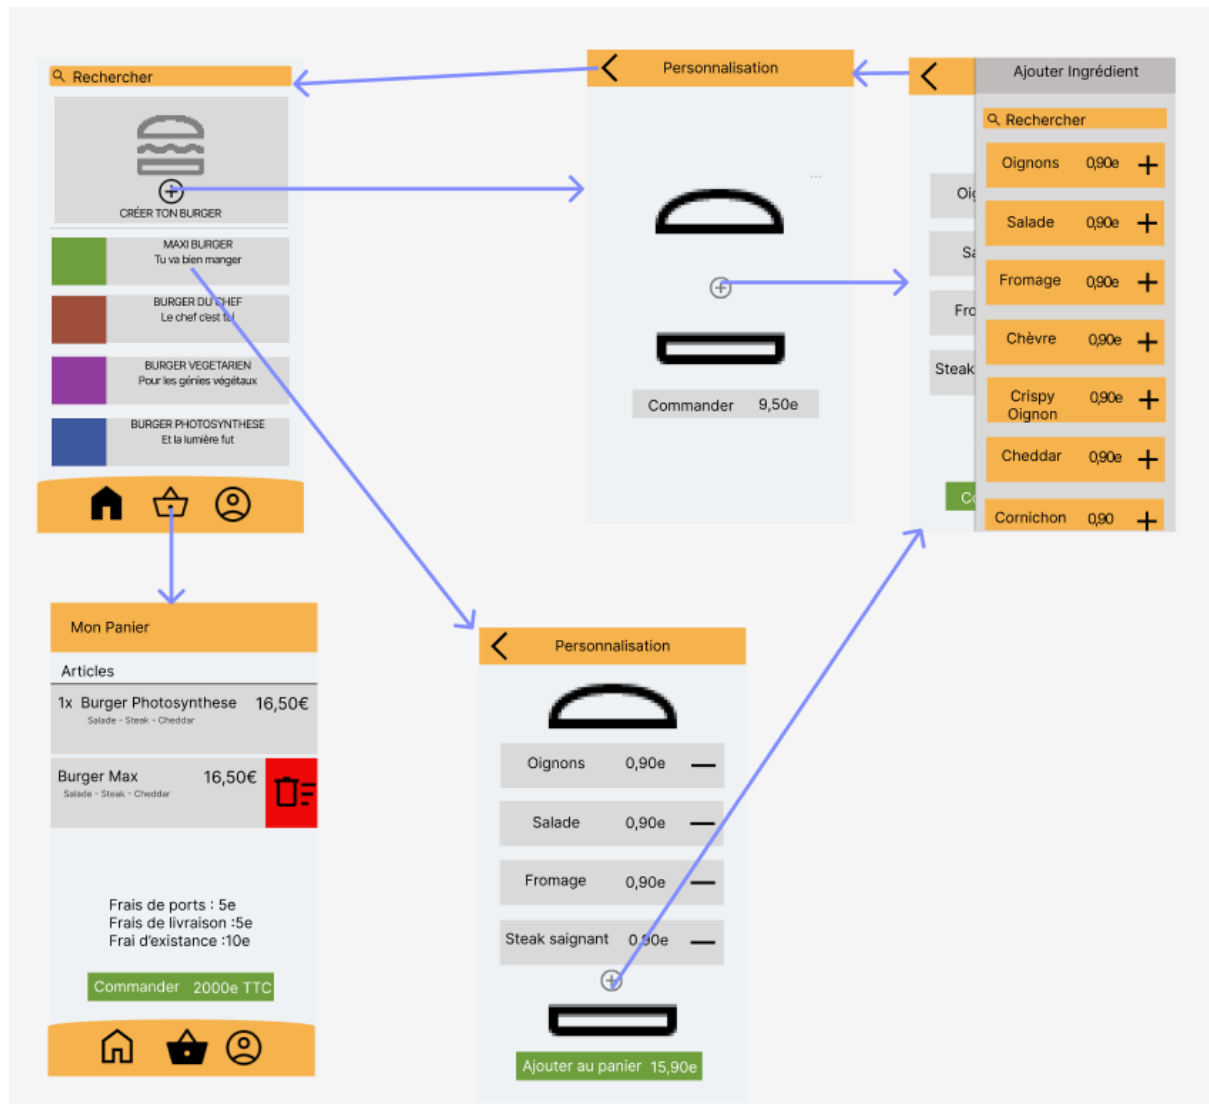 Rechercher
CRÉER TON BURGER
MAXI BURGER
Tu va bien manger
BURGER DU CHEF
Le chef c'est toi
BURGER VEGETARIEN
Pour les génies végétaux
BURGER PHOTOSYNTHESE
Et la lumière fut
Personnalisation
...
Commander 9,50e
Ajouter Ingrédient
Rechercher
Oignons 0,90e
Salade 0,90e
Fromage 0,90e
Chèvre 0,90e
Crispy 0,90e
Oignon
Cheddar 0,90e
Cornichon 0,90
Oig
Sa
Fro
Steak
Co
Mon Panier
Articles
1x Burger Photosynthese 16,50€
Salade - Steak - Cheddar
Burger Max 16,50€
Salade - Steak - Cheddar
Frais de ports : 5e
Frais de livraison :5e
Frai d'existance :10e
Commander 2000e TTC
Personnalisation
Oignons 0,90e
Salade 0,90e
Fromage 0,90e
Steak saignant 0,90e
Ajouter au panier 15,90e